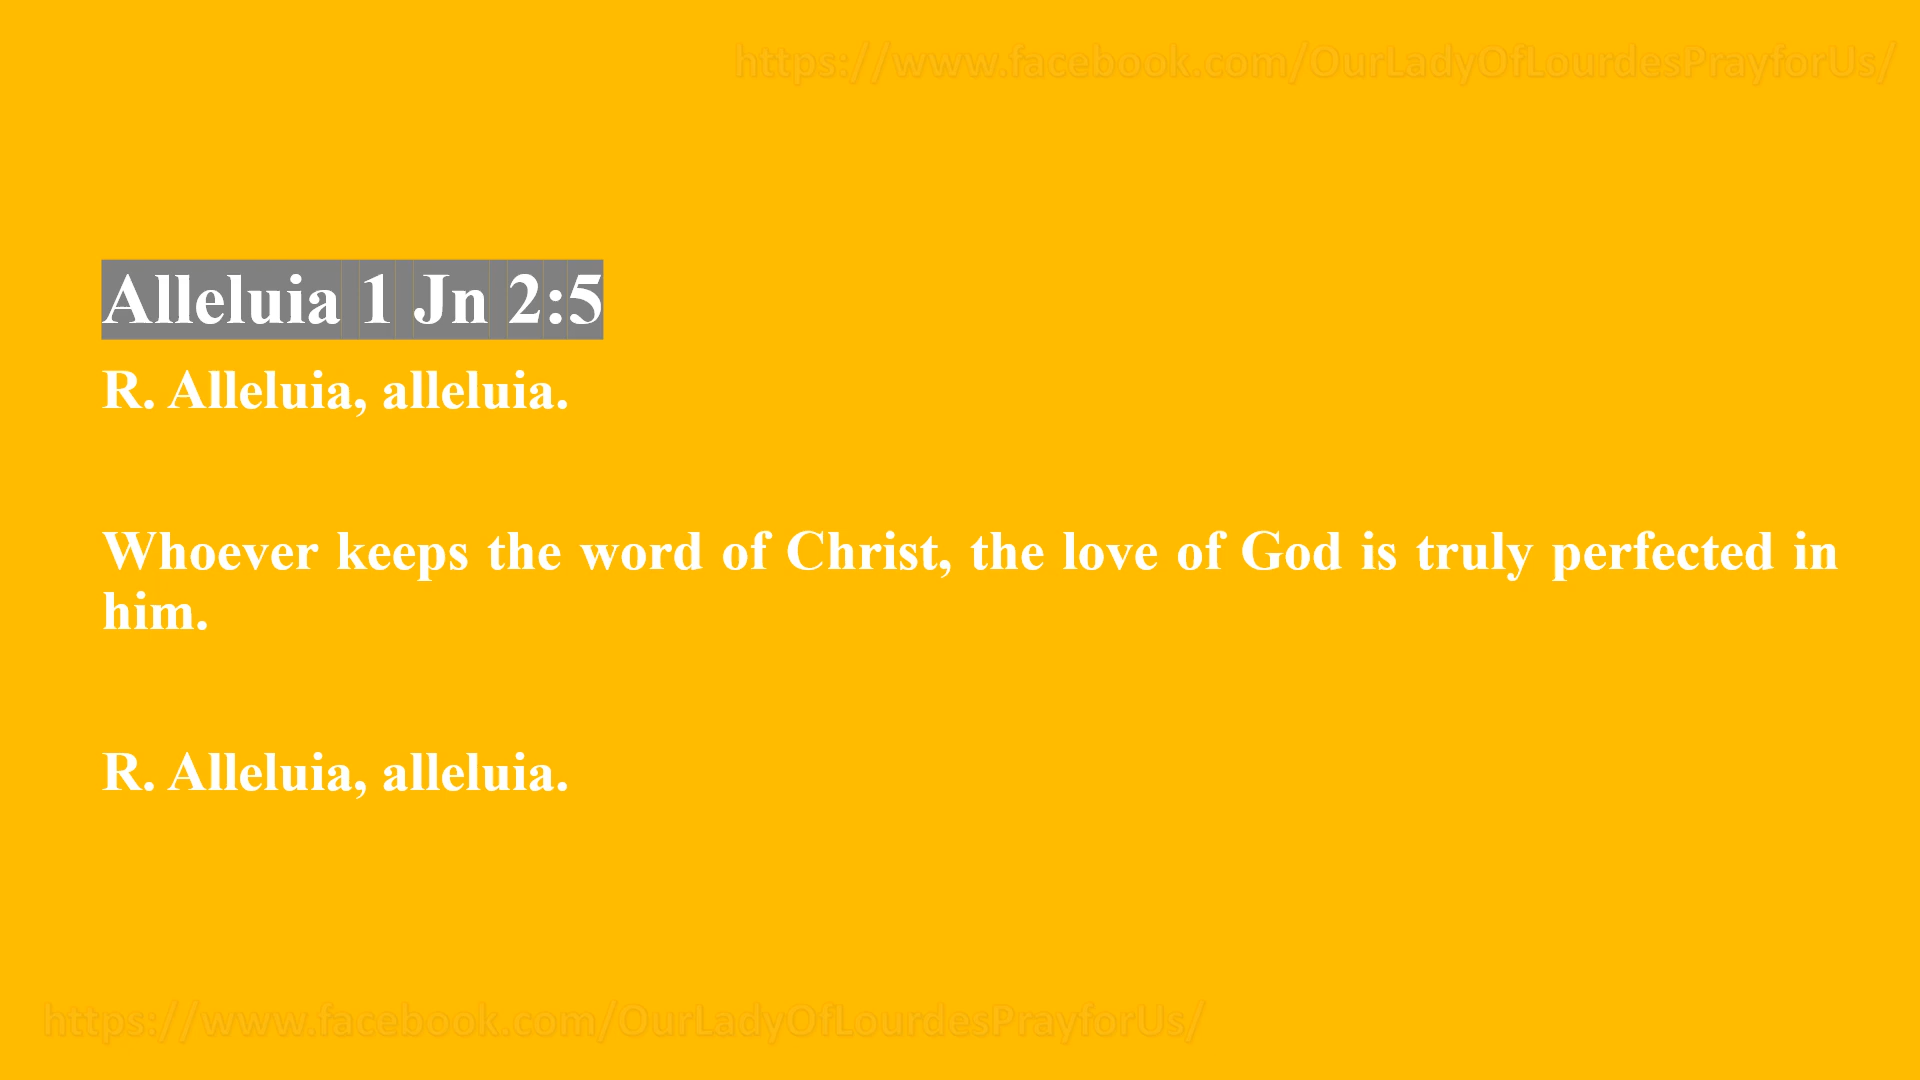 https://www.facebook.com/OurLadyOfLourdesPrayforUs/
Alleluia 1 Jn 2:5
R. Alleluia, alleluia.
Whoever keeps the word of Christ, the love of God is truly perfected in
him.
R. Alleluia, alleluia.
https://www.facebook.com/OurLadyOfLourdesPrayforUs/